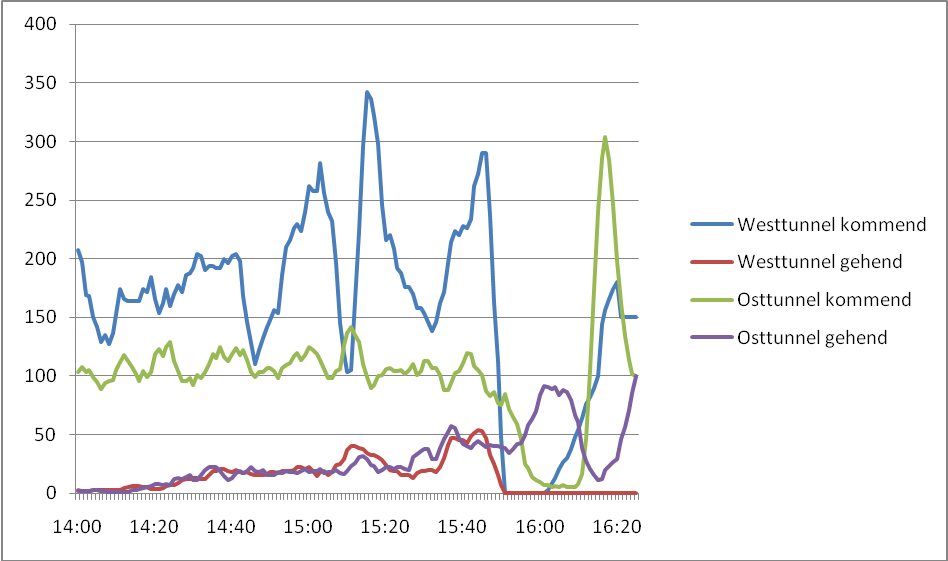 400
350
300
250
200
150
100
50
0
14:00 14:20 14:40 15:00 15:20 15:40 16:00 16:20
Westtunnel kommend
Westtunnel gehend
Osttunnel kommend
Osttunnel gehend